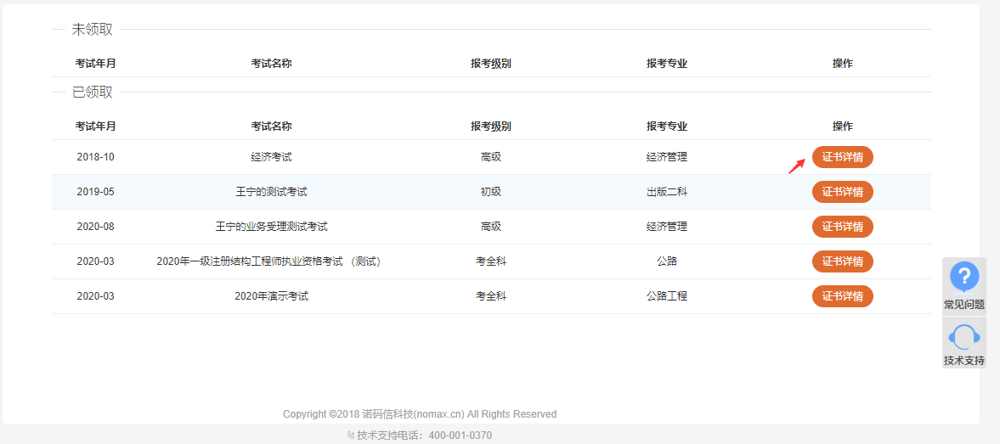 未领取
考试年月 考试名称 报考级别 报考专业 操作
已领取
考试年月 考试名称 报考级别 报考专业 操作
2018-10 经济考试 高级 经济管理 证书详情
2019-05 王宁的测试考试 初级 出版二科 证书详情
2020-08 王宁的业务受理测试考试 高级 经济管理 证书详情
2020-03 2020年一级注册结构工程师执业资格考试 （测试） 考全科 公路 证书详情
2020-03 2020年演示考试 考全科 公路工程 证书详情
?
常见问题
技术支持
Copyright ©2018 诺码信科技(nomax.cn) All Rights Reserved
技术支持电话：400-001-0370